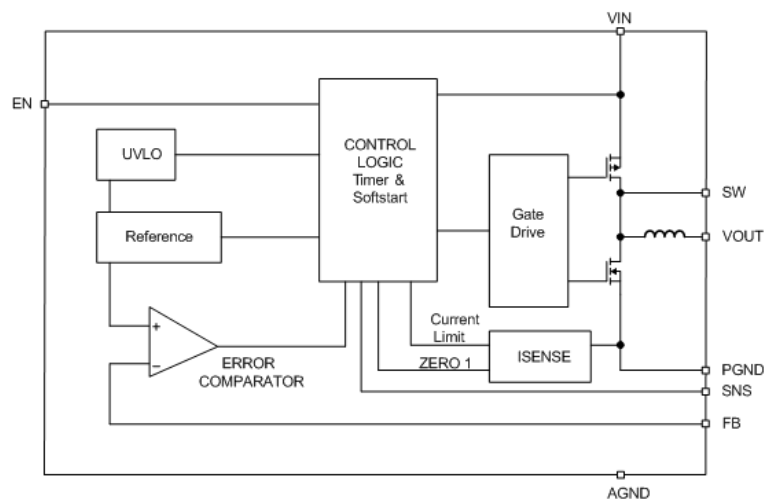 VIN
EN
UVLO
CONTROL
LOGIC
Timer &
Softstart
SW
Gate
Drive
Reference
VOUT
+
−
Current
Limit
ISENSE
ERROR
COMPARATOR
ZERO 1
PGND
SNS
FB
AGND